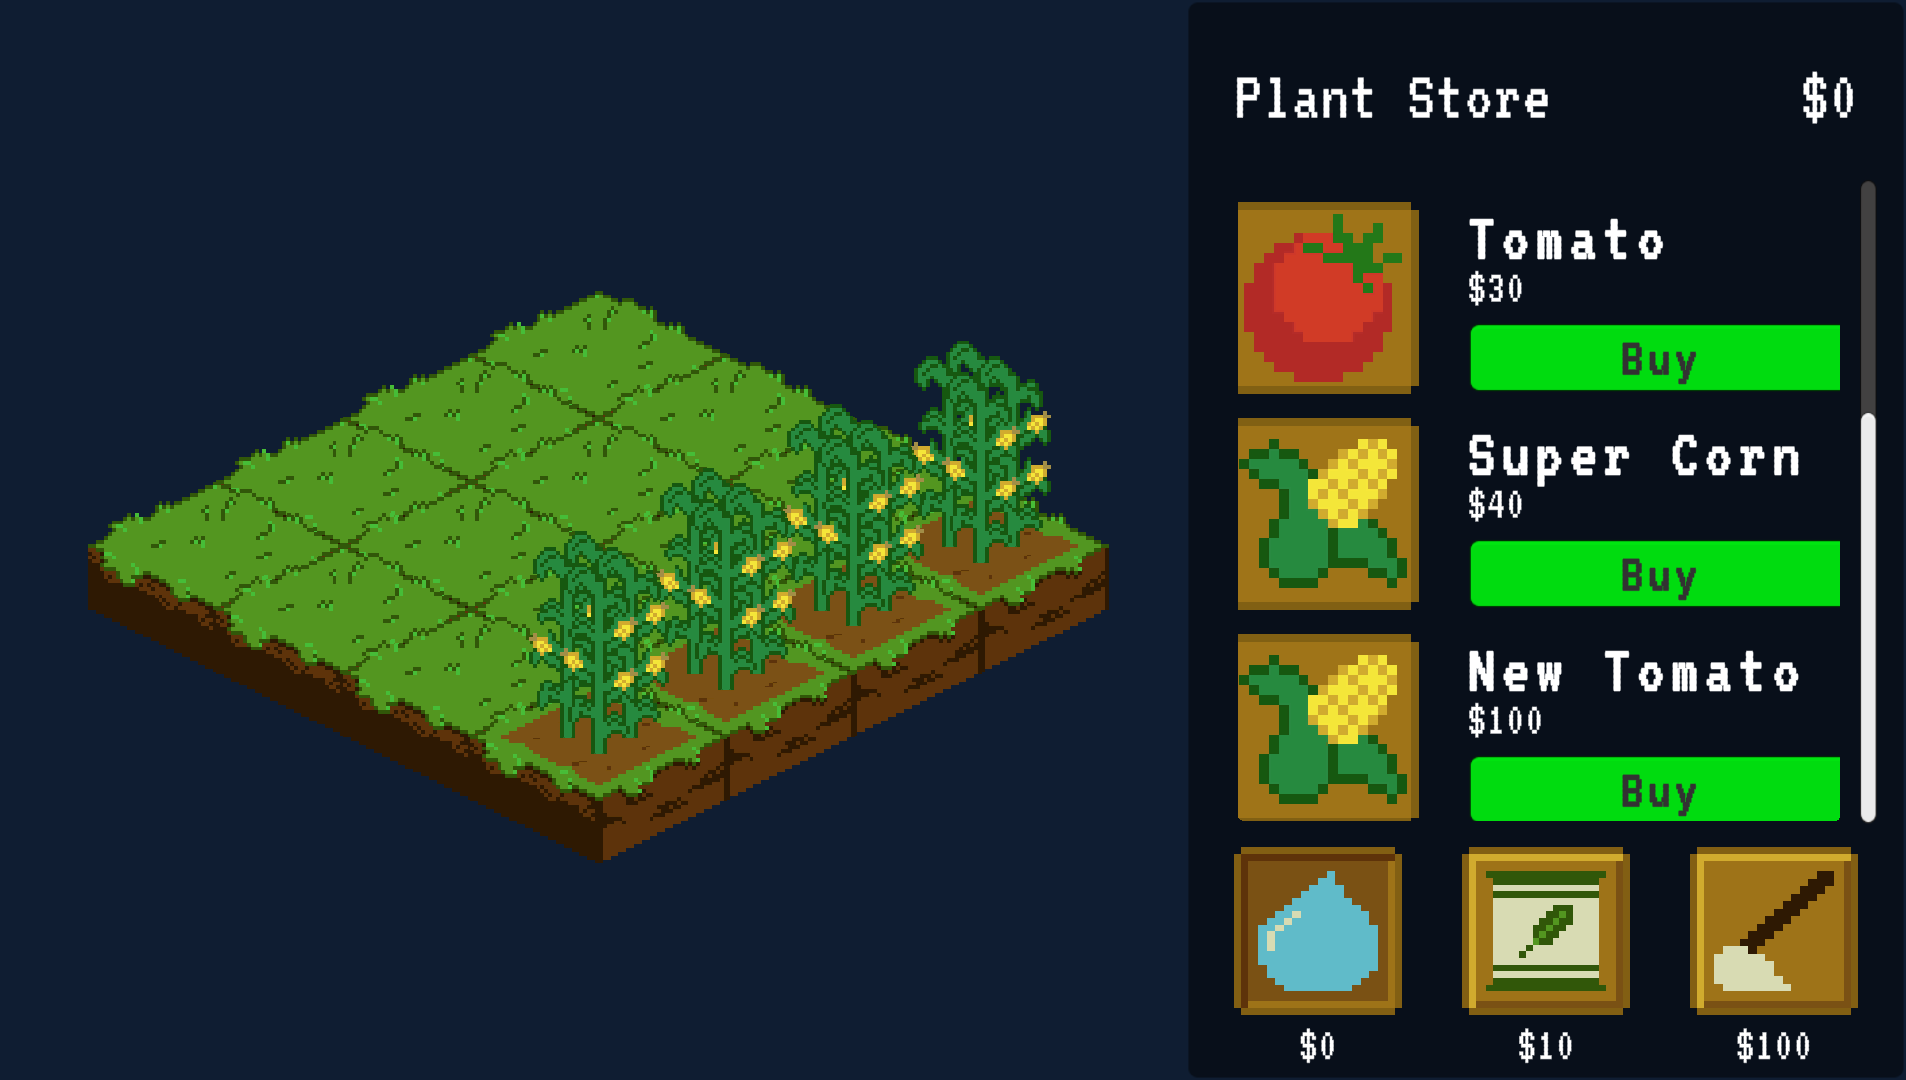 Plant Store $0
Tomato
$30
Buy
Super Corn
$40
Buy
New Tomato
$100
Buy
$0 $10 $100